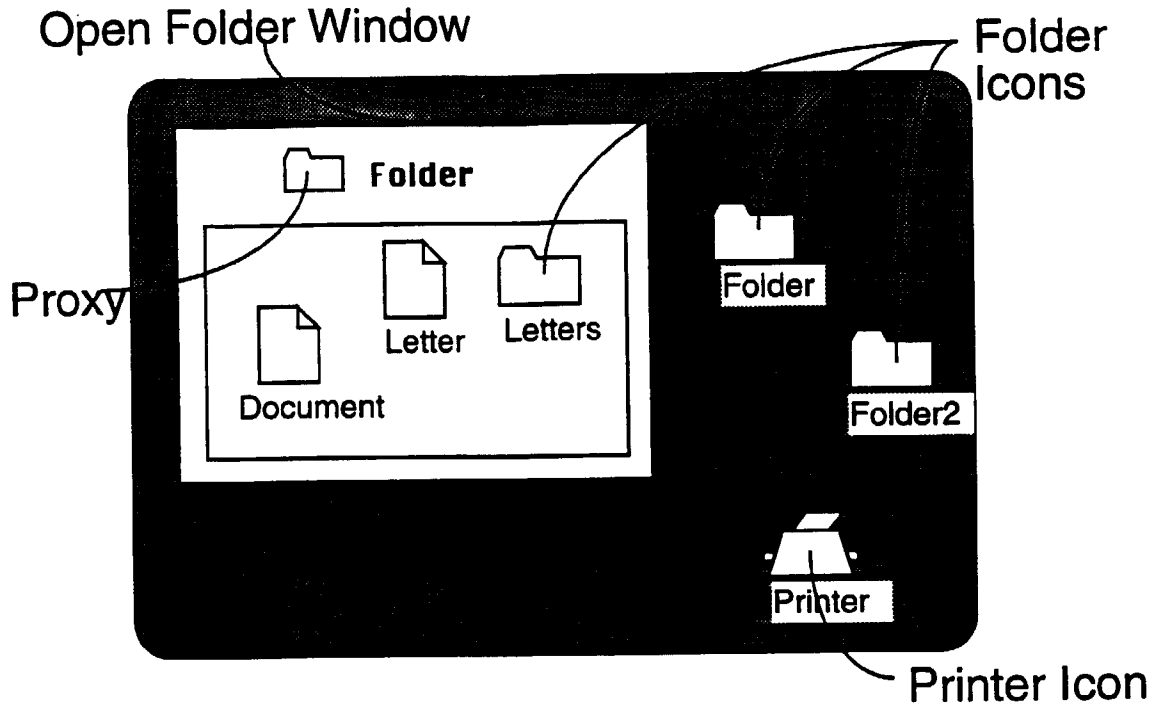 Open Folder Window
Folder
Icons
Folder
Proxy
Letter
Letters
Document
Folder
Folder2
Printer
Printer Icon